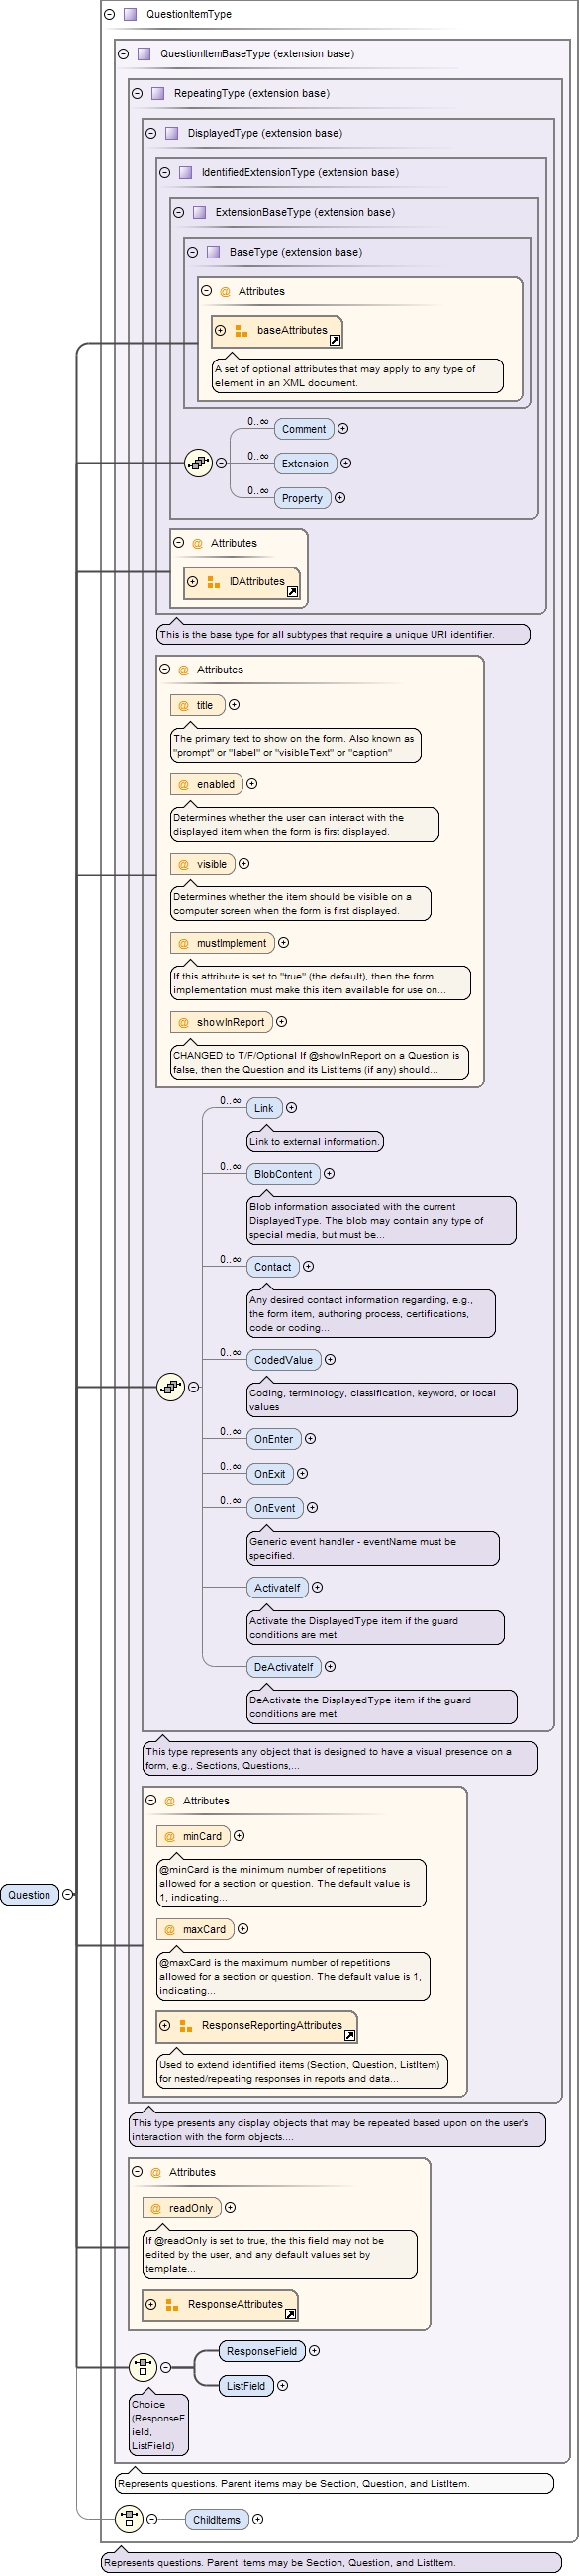 QuestionItemType
QuestionItemBaseType (extension base)
RepeatingType (extension base)
DisplayedType (extension base)
IdentifiedExtensionType (extension base)
ExtensionBaseType (extension base)
BaseType (extension base)
@ Attributes
baseAttributes
A set of optional attributes that may apply to any type of
element in an XML document.
0..∞
Comment
0..∞
Extension
0..∞
Property
@ Attributes
IDAttributes
This is the base type for all subtypes that require a unique URI identifier.
@ Attributes
@ title
The primary text to show on the form. Also known as
"prompt" or "label" or "visibleText" or "caption"
@ enabled
Determines whether the user can interact with the
displayed item when the form is first displayed.
@ visible
Determines whether the item should be visible on a
computer screen when the form is first displayed.
@ mustImplement
If this attribute is set to "true" (the default), then the form
implementation must make this item available for use on...
@ showInReport
CHANGED to T/F/Optional If @showInReport on a Question is
false, then the Question and its ListItems (if any) should...
0..∞
Link
Link to external information.
0..∞
BlobContent
Blob information associated with the current
DisplayedType. The blob may contain any type of
special media, but must be...
0..∞
Contact
Any desired contact information regarding, e.g.,
the form item, authoring process, certifications,
code or coding...
0..∞
CodedValue
Coding, terminology, classification, keyword, or local
values
0..∞
OnEnter
0..∞
OnExit
0..∞
OnEvent
Generic event handler - eventName must be
specified.
ActivateIf
Activate the DisplayedType item if the guard
conditions are met.
DeActivateIf
DeActivate the DisplayedType item if the guard
conditions are met.
This type represents any object that is designed to have a visual presence on a
form, e.g., Sections, Questions,...
@ Attributes
@ minCard
@minCard is the minimum number of repetitions
allowed for a section or question. The default value is
1, indicating...
Question
@ maxCard
@maxCard is the maximum number of repetitions
allowed for a section or question. The default value is 1,
indicating...
ResponseReportingAttributes
Used to extend identified items (Section, Question, ListItem)
for nested/repeating responses in reports and data...
This type presents any display objects that may be repeated based upon on the user's
interaction with the form objects....
@ Attributes
@ readOnly
If @readOnly is set to true, the this field may not be
edited by the user, and any default values set by
template...
ResponseAttributes
ResponseField
ListField
Choice
(ResponseF
ield,
ListField)
Represents questions. Parent items may be Section, Question, and ListItem.
ChildItems
Represents questions. Parent items may be Section, Question, and ListItem.